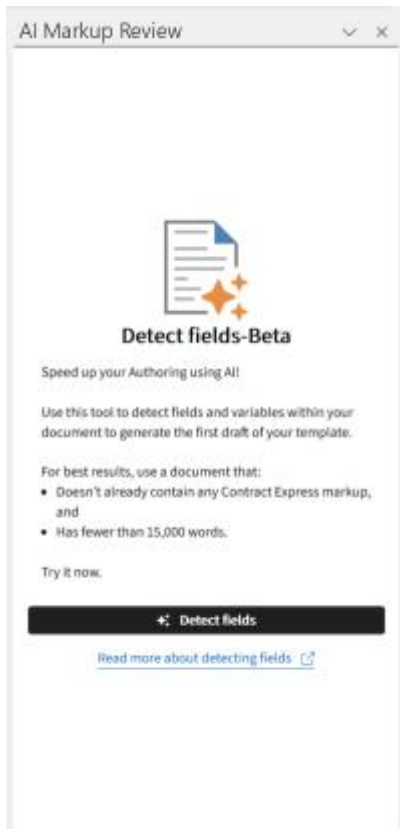 AI Markup Review
Detect fields-Beta
Speed up your Authoring using AI!
Use this tool to detect fields and variables within your
document to generate the first draft of your template.
For best results, use a document that:
• Doesn't already contain any Contract Express markup,
and
• Has fewer than 15,000 words.
Try it now.
Detect fields
Read more about detecting fields